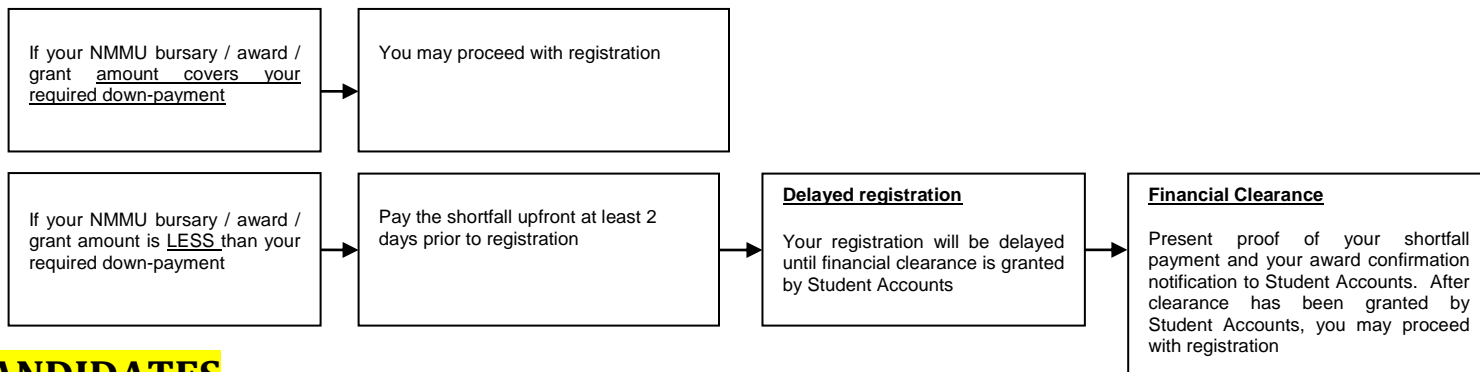 If your NMMU bursary / award /
grant amount covers your
required down-payment
You may proceed with registration
If your NMMU bursary / award /
grant amount is LESS than your
required down-payment
Pay the shortfall upfront at least 2
days prior to registration
Delayed registration
Your registration will be delayed
until financial clearance is granted
by Student Accounts
Financial Clearance
Present proof of your shortfall
payment and your award confirmation
notification to Student Accounts. After
clearance has been granted by
Student Accounts, you may proceed
with registration
ANDIDATES